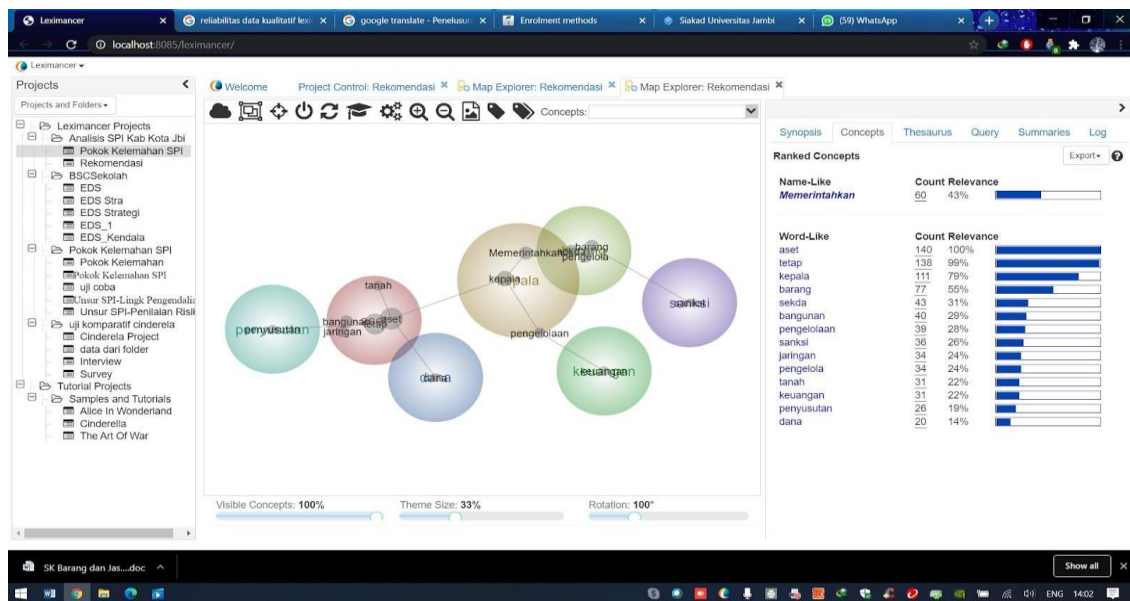 Leximancer
reliabilitas data kualitatif lexi
google translate - Penelusur
Enrolment methods
Siakad Universitas Jambi
(59) WhatsApp
localhost:8085/leximancer/
Leximancer
Projects
Projects and Folders
Leximancer Projects
Analisis SPI Kab Kota Jbi
Pokok Kelemahan SPI
Rekomendasi
BSCSekolah
EDS
EDS Stra
EDS Strategi
EDS_1
EDS_Kendala
Pokok Kelemahan SPI
Pokok Kelemahan
Pokok Kelemahan SPI
uji coba
Unsur SPI-Lingk Pengendalia
Unsur SPI-Penilaian Risik
uji komparatif cinderela
Cinderela Project
data dari folder
Interview
Survey
Tutorial Projects
Samples and Tutorials
Alice In Wonderland
Cinderella
The Art Of War
Welcome
Project Control: Rekomendasi
Map Explorer: Rekomendasi
Map Explorer: Rekomendasi
Concepts:
barang
Memerintahkan
pengelola
tanah
kepala
kepala
sanksi
bangunan
aset
tetap
jaringan
penyusutan
pengelolaan
dana
keuangan
Visible Concepts: 100%
Theme Size: 33%
Rotation: 100°
Synopsis Concepts Thesaurus Query Summaries Log
Ranked Concepts
Export
Name-Like Count Relevance
Memerintahkan 60 43%
Word-Like Count Relevance
aset 140 100%
tetap 138 99%
kepala 111 79%
barang 77 55%
sekda 43 31%
bangunan 40 29%
pengelolaan 39 28%
sanksi 36 26%
jaringan 34 24%
pengelola 34 24%
tanah 31 22%
keuangan 31 22%
penyusutan 26 19%
dana 20 14%
SK Barang dan Jas....doc
Show all
ENG 14:02